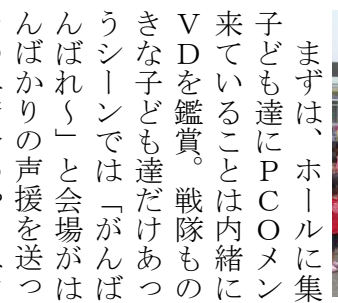 まずは、ホールに集
子ども達にPCOメン
来ていることは内緒に
VDを鑑賞。戦隊もの
きな子ども達だけあっ
うシーンでは「がんば
んばれ～」と会場がは
んばかりの声援を送っ